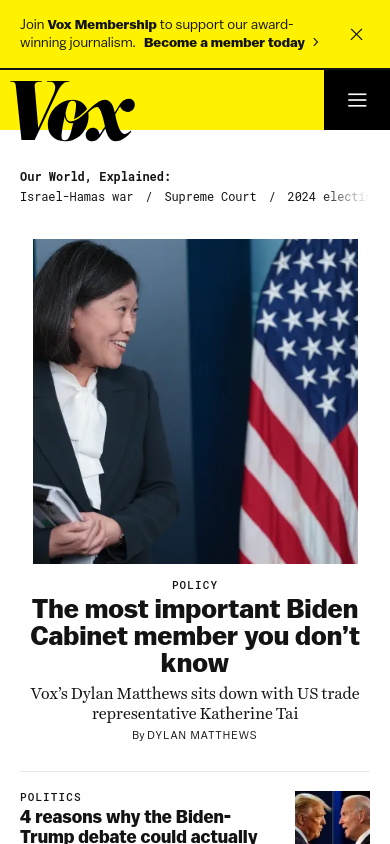 Join Vox Membership to support our award-
winning journalism. Become a member today
Vox
Our World, Explained:
Israel-Hamas war / Supreme Court / 2024 electi
POLICY
The most important Biden
Cabinet member you don’t
know
Vox’s Dylan Matthews sits down with US trade
representative Katherine Tai
By DYLAN MATTHEWS
POLITICS
4 reasons why the Biden-
Trump debate could actually